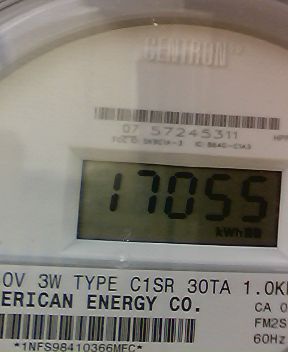 CENTRON
07 57245311
17055
kWh
0V 3W TYPE C1SR 30TA 1.0K
ERICAN ENERGY CO.
CA 0
FM2S
60Hz
*1NFS98410366MEC*